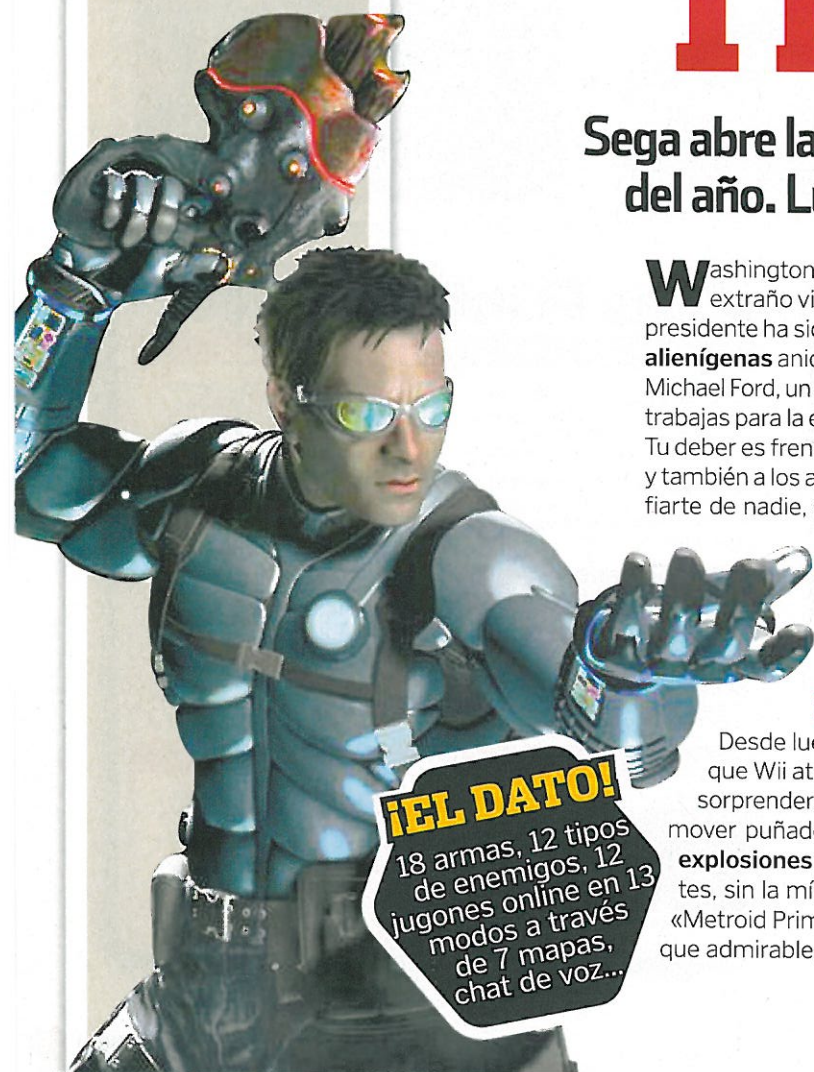 Sega abre la
del año. Lu
Washington
extraño vi
presidente ha sid
alienígenas anid
Michael Ford, un
trabajas para la e
Tu deber es fren
y también a los a
fiarte de nadie,
Desde lue
que Wii at
sorprender
mover puñad
explosiones
tes, sin la mí
«Metroid Prim
que admirable
¡EL DATO!
18 armas, 12 tipos
de enemigos, 12
jugones online en 13
modos a través
de 7 mapas,
chat de voz...